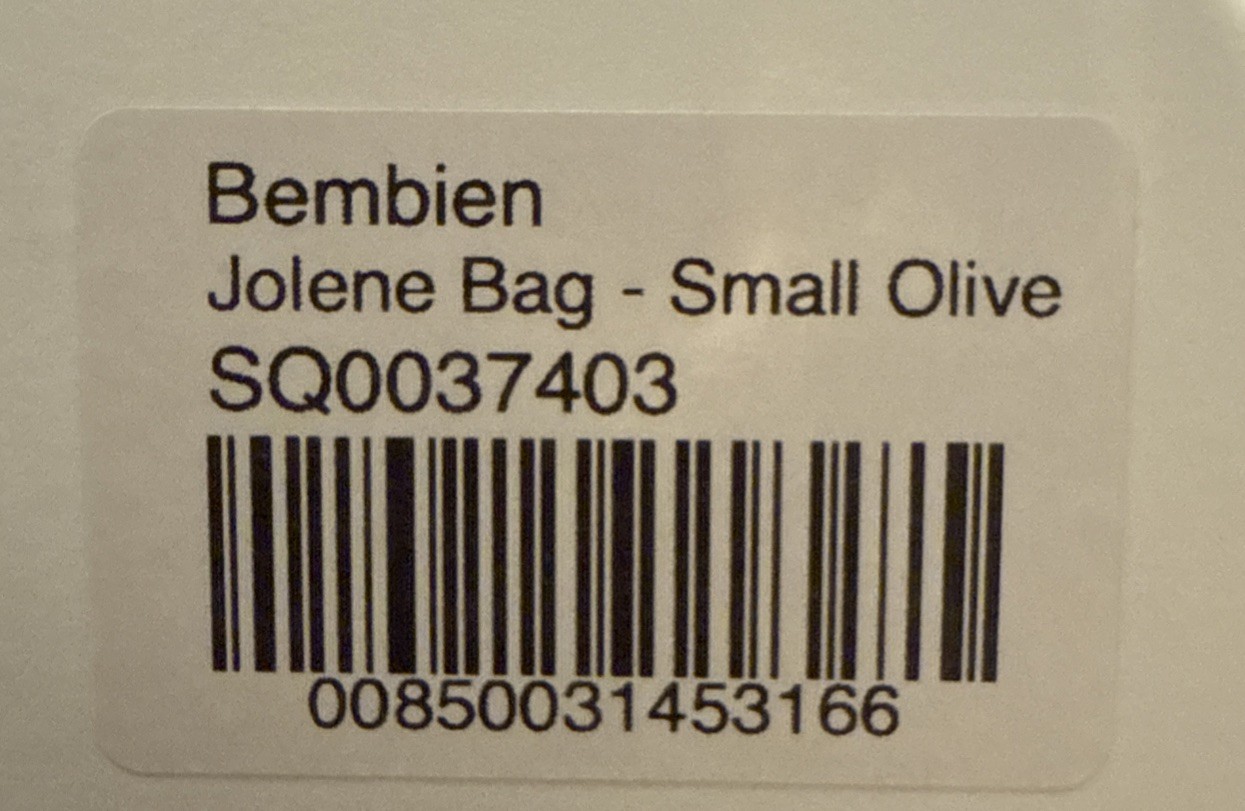 Bembien
Jolene Bag - Small Olive
SQ0037403
00850031453166